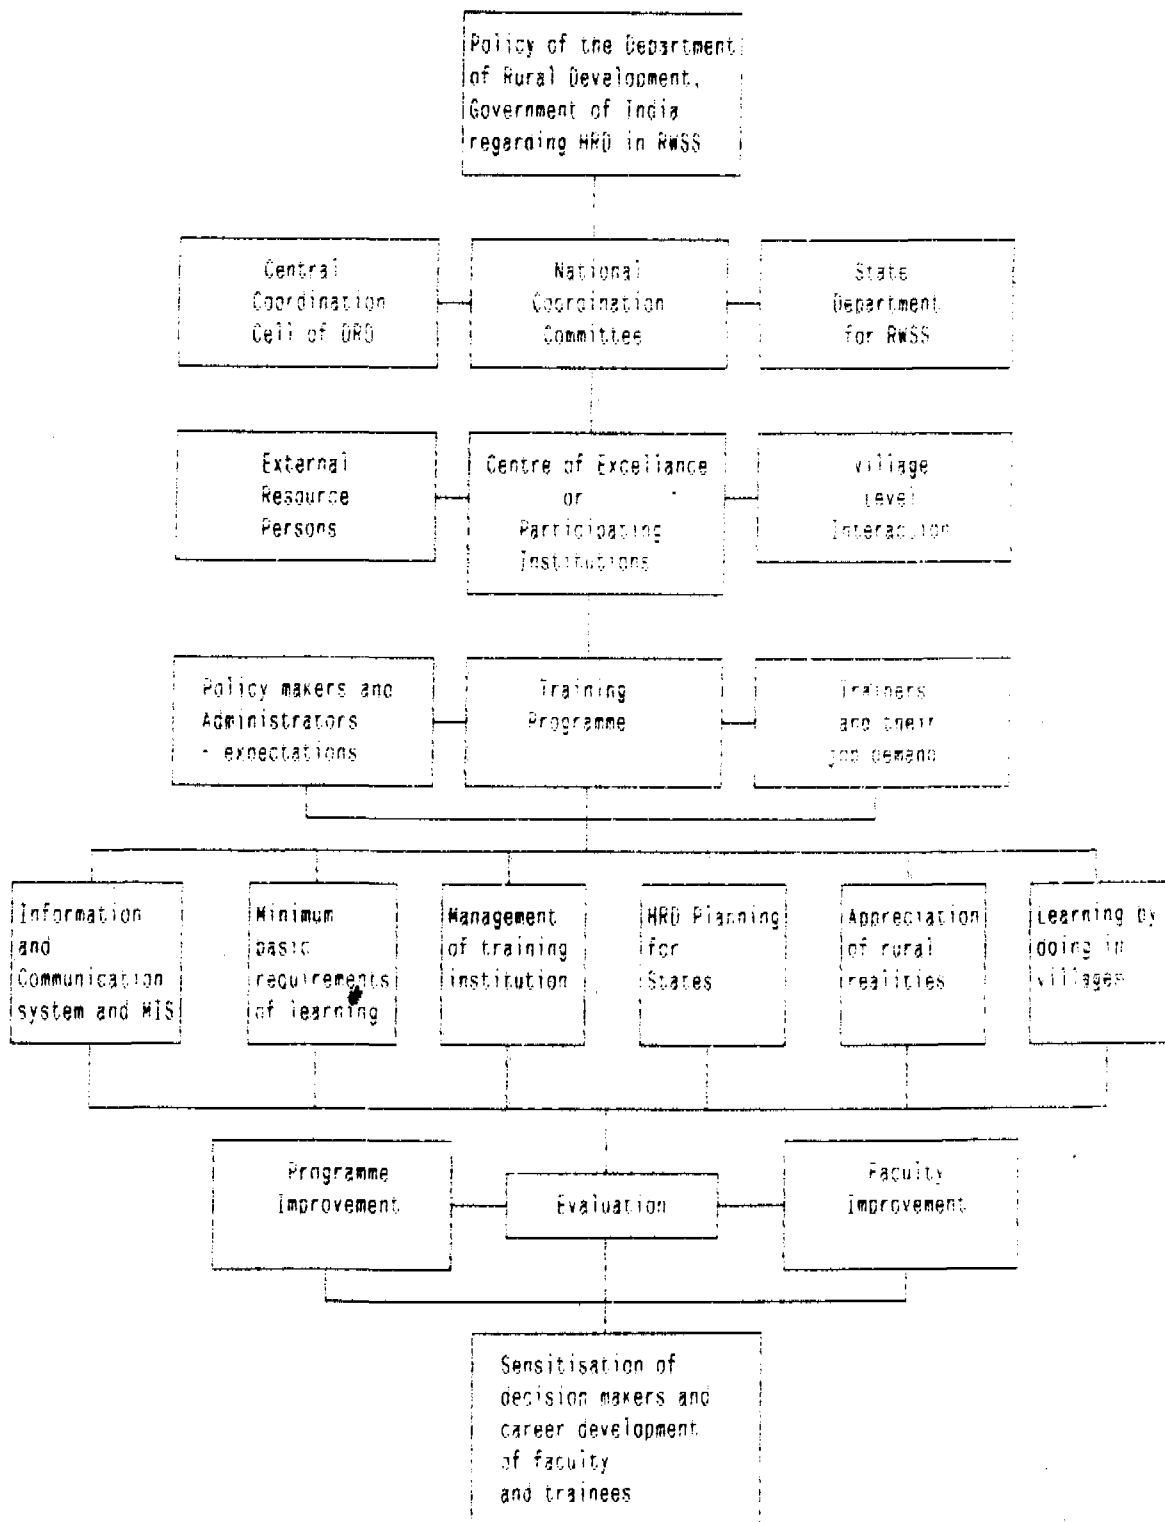 Policy of the Department
of Rural Development,
Government of India
regarding HRD in RWSS
Central
Coordination
Cell of DRD
National
Coordination
Committee
State
Department
for RWSS
External
Resource
Persons
Centre of Excellance
or
Participating
Institutions
Village
Level
Interaction
Policy makers and
Administrators
- expectations
Training
Programme
Trainers
and their
job demand
Information
and
Communication
system and MIS
Minimum
basic
requirements
of learning
Management
of training
institution
HRD Planning
for
States
Appreciation
of rural
realities
Learning by
doing in
villages
Programme
Improvement
Evaluation
Faculty
Improvement
Sensitisation of
decision makers and
career development
of faculty
and trainees